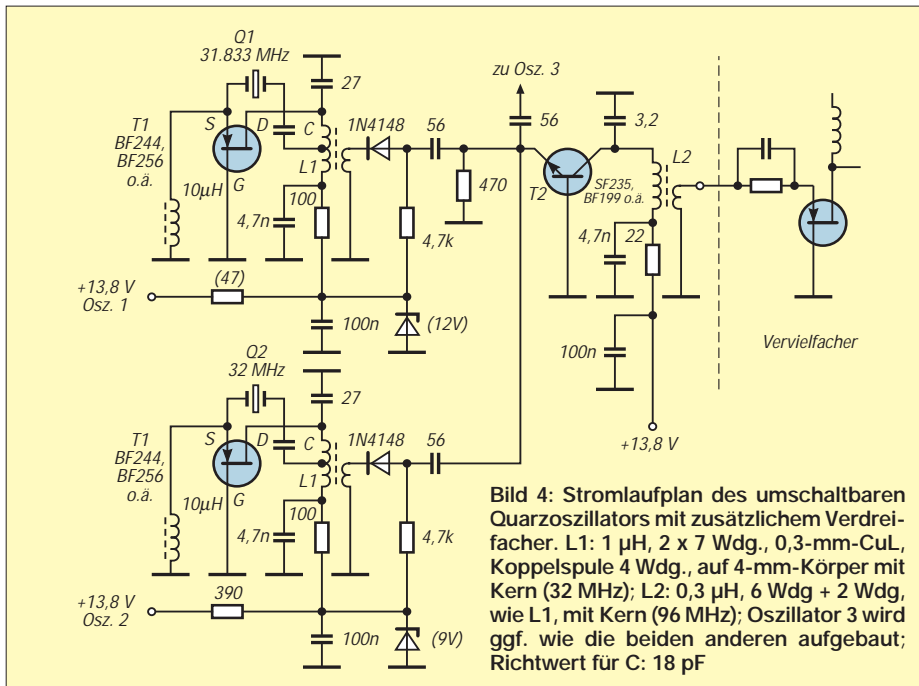 Q1
31.833 MHz
27
zu Osz. 3
T1
BF244,
BF256
o.ä.
S
D
C
G
L1
1N4148
56
56
3,2
L2
10µH
100
4,7n
4,7k
470
T2
SF235,
BF199 o.ä.
4,7n
22
+13,8 V
Osz. 1
(47)
100n
(12V)
100n
Vervielfacher
+13,8 V
Q2
32 MHz
27
T1
BF244,
BF256
o.ä.
S
D
C
G
L1
1N4148
56
10µH
100
4,7n
4,7k
+13,8 V
Osz. 2
390
100n
(9V)
Bild 4: Stromlaufplan des umschaltbaren
Quarzoszillators mit zusätzlichem Verdrei-
facher. L1: 1 µH, 2 x 7 Wdg., 0,3-mm-CuL,
Koppelspule 4 Wdg., auf 4-mm-Körper mit
Kern (32 MHz); L2: 0,3 µH, 6 Wdg + 2 Wdg,
wie L1, mit Kern (96 MHz); Oszillator 3 wird
ggf. wie die beiden anderen aufgebaut;
Richtwert für C: 18 pF